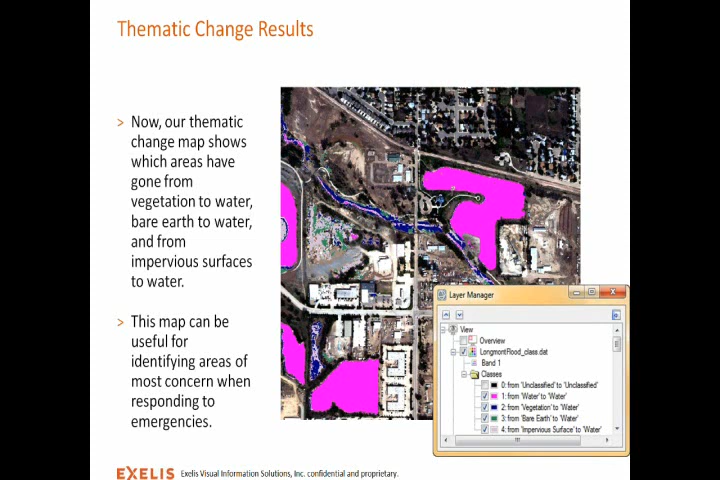 Thematic Change Results
> Now, our thematic
change map shows
which areas have
gone from
vegetation to water,
bare earth to water,
and from
impervious surfaces
to water.
> This map can be
useful for
identifying areas of
most concern when
responding to
emergencies.
Layer Manager
View
Overview
LongmontFlood_class.dat
Band 1
Classes
0: from 'Unclassified' to 'Unclassified'
1: from 'Water' to 'Water'
2: from 'Vegetation' to 'Water'
3: from 'Bare Earth' to 'Water'
4: from 'Impervious Surface' to 'Water'
EXELIS Exelis Visual Information Solutions, Inc. confidential and proprietary.